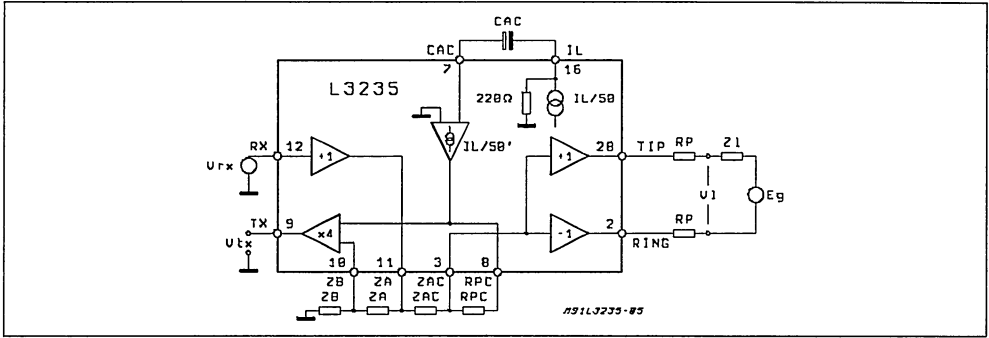 CAC
CAC IL
7 16
L3235
220Ω IL/50
IL/50'
RX 12 +1 +1 28 TIP RP Zl
Vrx
Vl Eg
TX 9 x4 -1 2 RING RP
Vtx
10 11 3 8
ZB ZA ZAC RPC
ZB ZA ZAC RPC
M91L3235-05